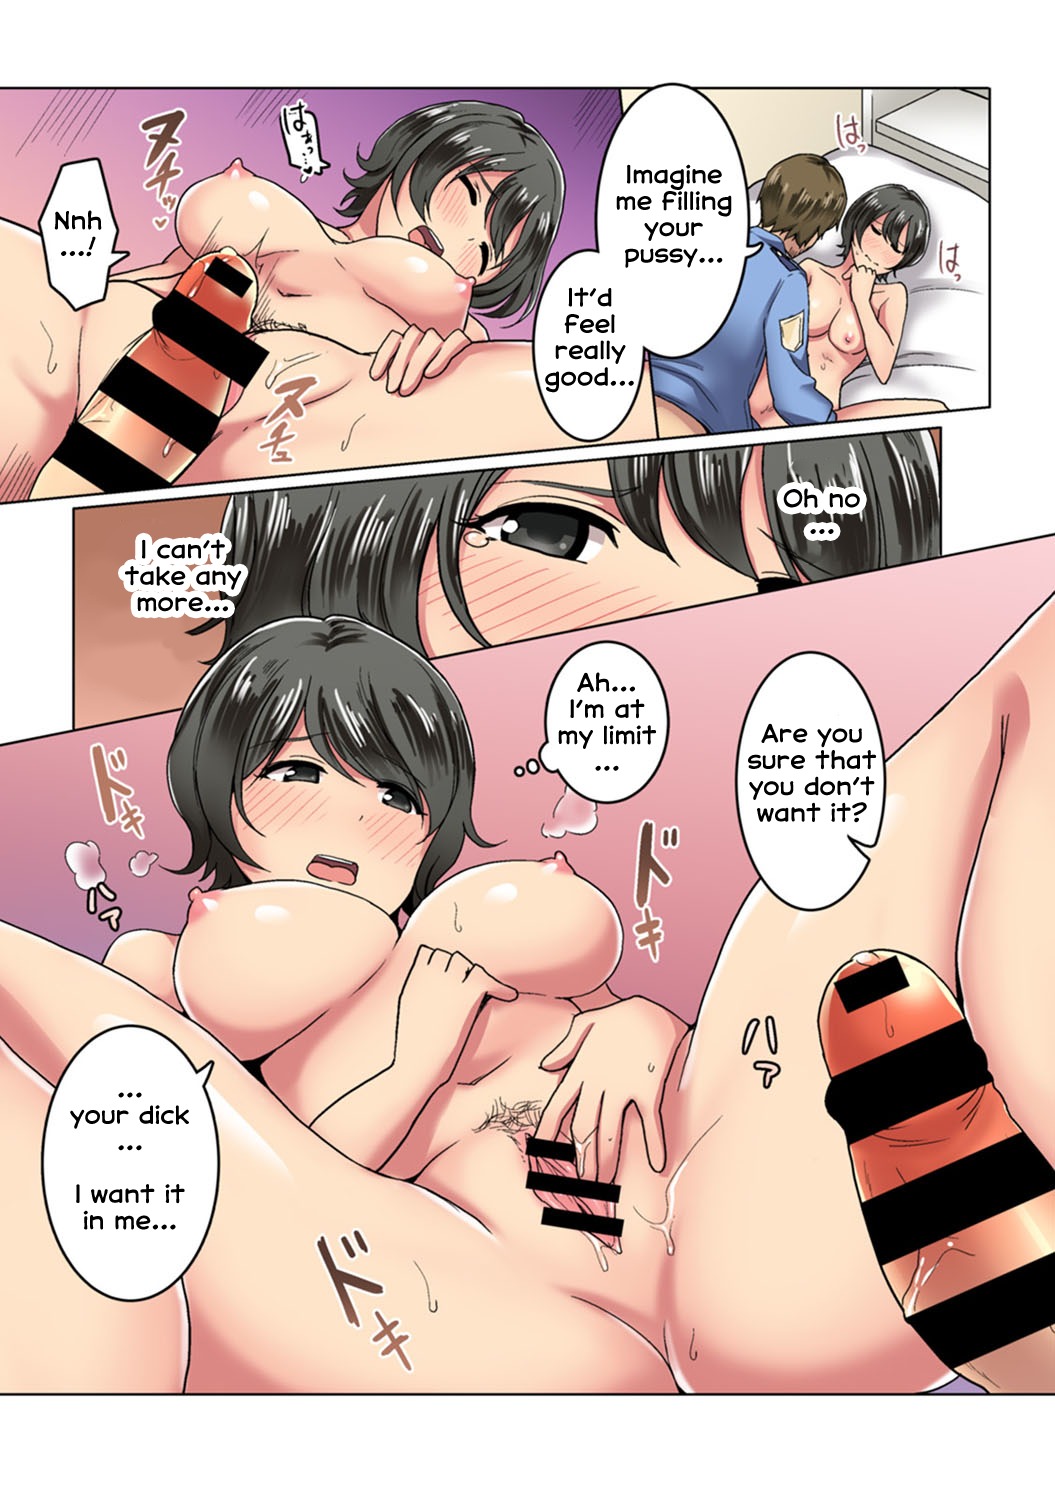 Imagine
me filling
your
pussy...
It'd
feel
really
good...
はっ
はっ
はぁっ…♥
ヌチッ♥
Nnh
...!
ヌチュ
Oh no
...
I can't
take any
more...
Are you
sure that
you don't
want it?
Ah...
I'm at
my limit
...
ドキ
ドキ
ハァ
ハァ
...
your dick
...
I want it
in me...
ドキ